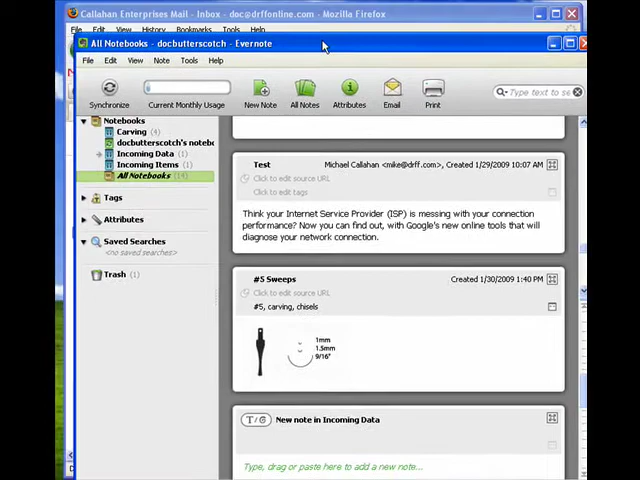 Callahan Enterprises Mail - Inbox - doc@drffonline.com - Mozilla Firefox
File Edit View History Bookmarks Tools Help
All Notebooks - docbutterscotch - Evernote
File Edit View Note Tools Help
Synchronize Current Monthly Usage New Note All Notes Attributes Email Print
Type text to se
Notebooks
Carving (4)
docbutterscotch's noteb
Incoming Data (1)
Incoming Items (1)
All Notebooks (14)
Tags
Attributes
Saved Searches
<no saved searches>
Trash (1)
Test Michael Callahan <mike@drff.com>, Created 1/29/2009 10:07 AM
Click to edit source URL
Click to edit tags
Think your Internet Service Provider (ISP) is messing with your connection
performance? Now you can find out, with Google's new online tools that will
diagnose your network connection.
#5 Sweeps Created 1/30/2009 1:40 PM
Click to edit source URL
#5, carving, chisels
1mm
1.5mm
9/16"
New note in Incoming Data
Type, drag or paste here to add a new note...